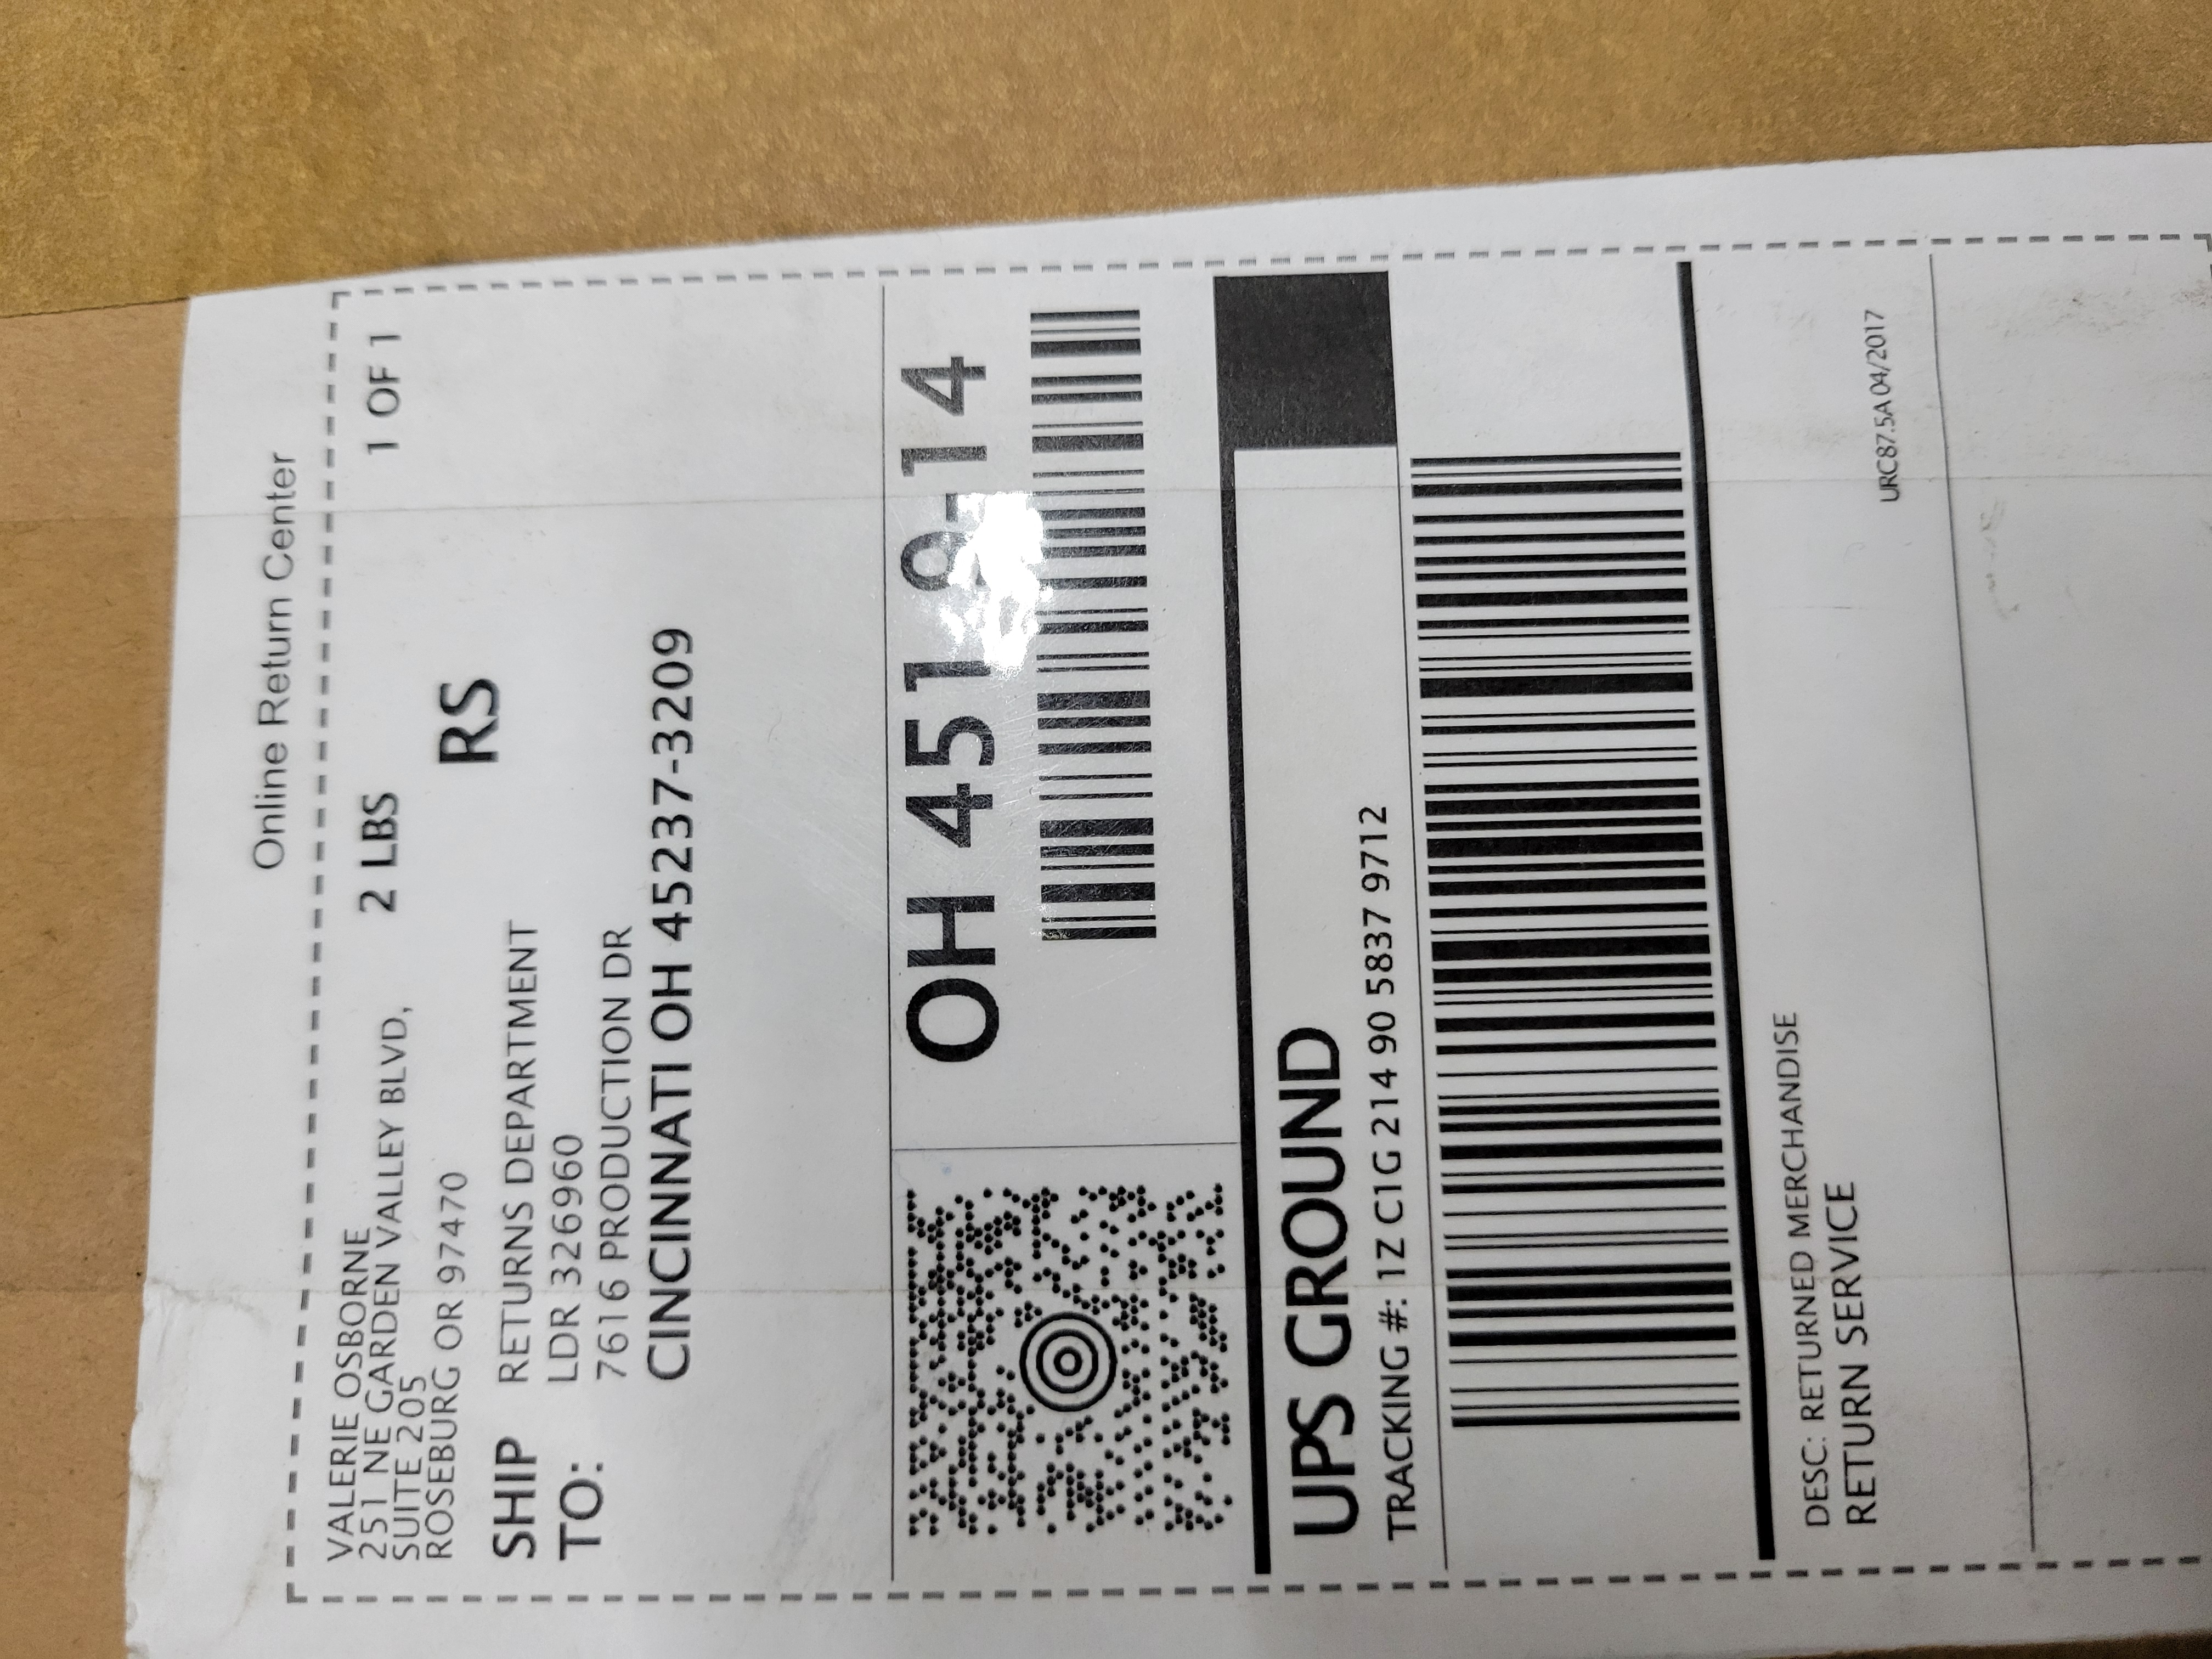 Online Return Center
VALERIE OSBORNE
251 NE GARDEN VALLEY BLVD,
SUITE 205
ROSEBURG OR 97470
2 LBS
1 OF 1
RS
SHIP TO:
RETURNS DEPARTMENT
LDR 326960
7616 PRODUCTION DR
CINCINNATI OH 45237-3209
OH 451 9-14
UPS GROUND
TRACKING #: 1Z C1G 214 90 5837 9712
DESC: RETURNED MERCHANDISE
RETURN SERVICE
URC87.5A 04/2017